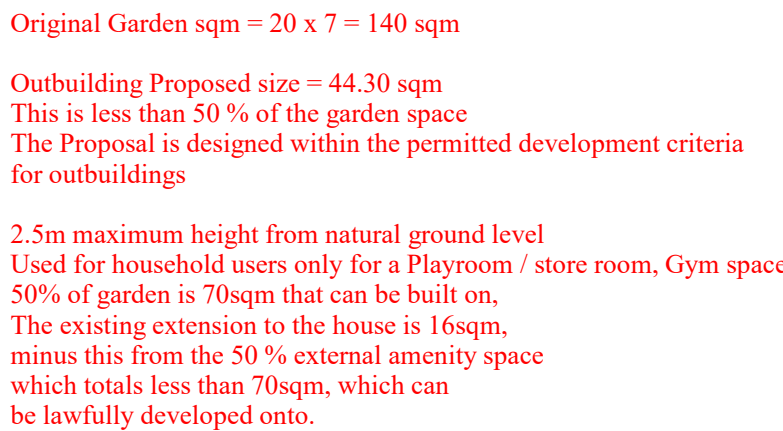 Original Garden sqm = 20 x 7 = 140 sqm
Outbuilding Proposed size = 44.30 sqm
This is less than 50 % of the garden space
The Proposal is designed within the permitted development criteria
for outbuildings
2.5m maximum height from natural ground level
Used for household users only for a Playroom / store room, Gym space
50% of garden is 70sqm that can be built on,
The existing extension to the house is 16sqm,
minus this from the 50 % external amenity space
which totals less than 70sqm, which can
be lawfully developed onto.